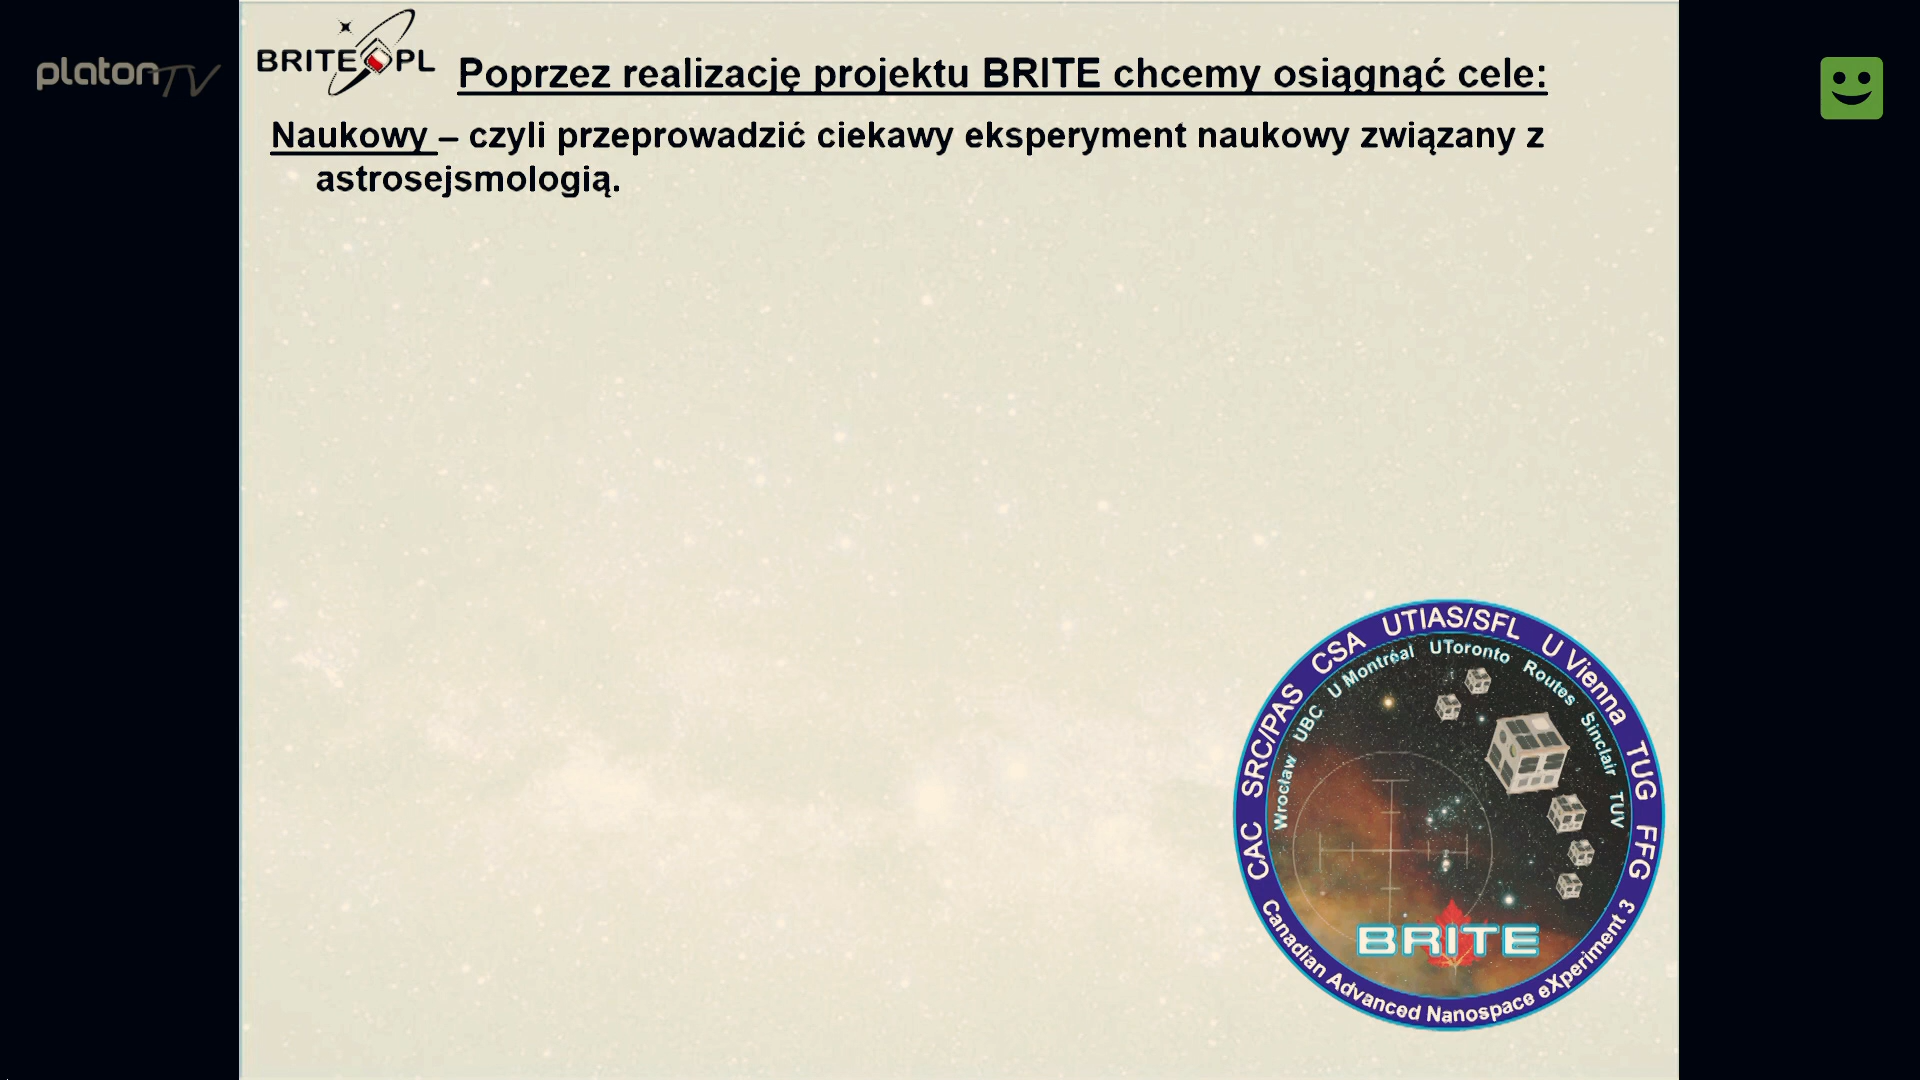 platonTV
BRITE PL
Poprzez realizację projektu BRITE chcemy osiągnąć cele:
Naukowy – czyli przeprowadzić ciekawy eksperyment naukowy związany z
astrosejsmologią.
CAC SRC/PAS CSA UTIAS/SFL U Vienna TUG FFG
Wrocław UBC U Montréal UToronto Routes Sinclair TUV
BRITE
Canadian Advanced Nanospace eXperiment 3